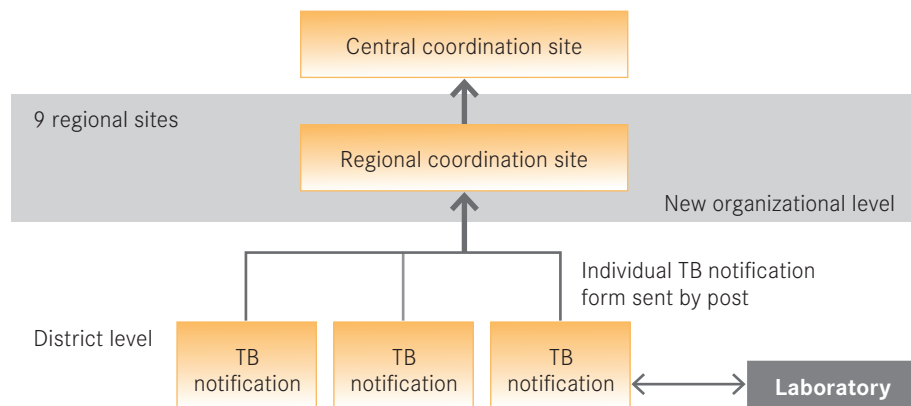 Central coordination site
9 regional sites
Regional coordination site
New organizational level
Individual TB notification
form sent by post
District level
TB
notification
TB
notification
TB
notification
Laboratory